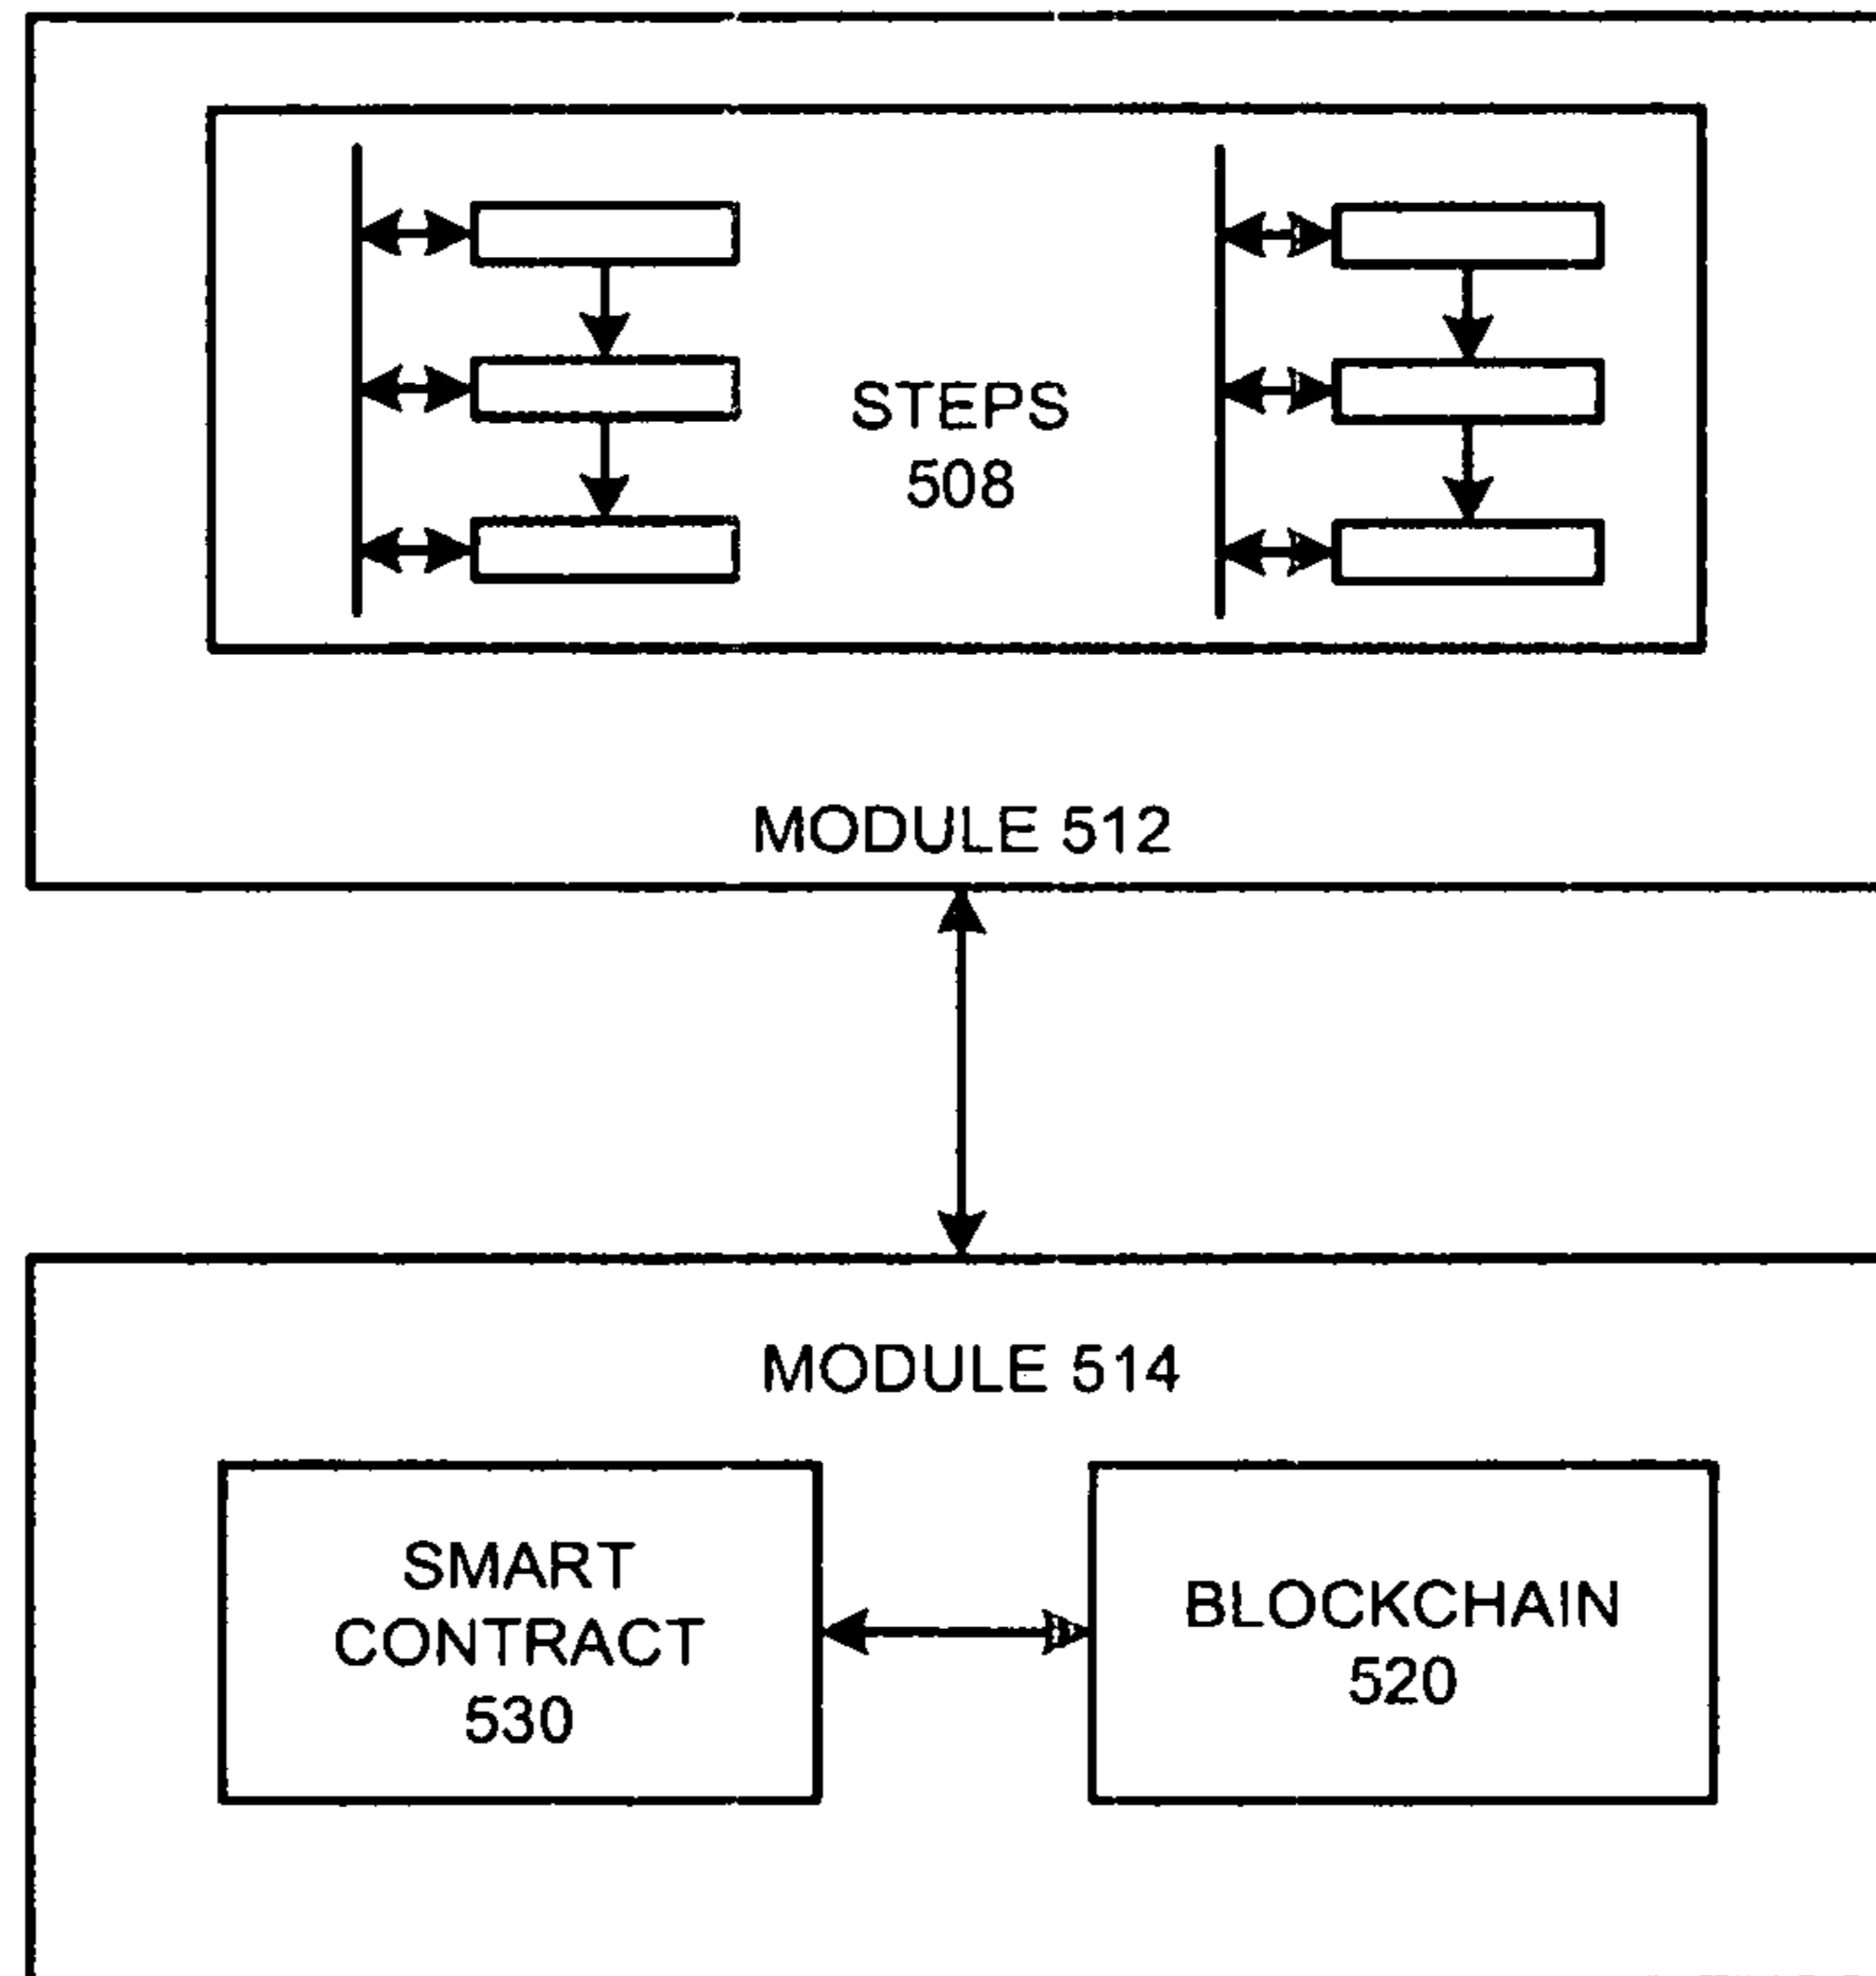 STEPS
508
MODULE 512
MODULE 514
SMART
CONTRACT
530
BLOCKCHAIN
520